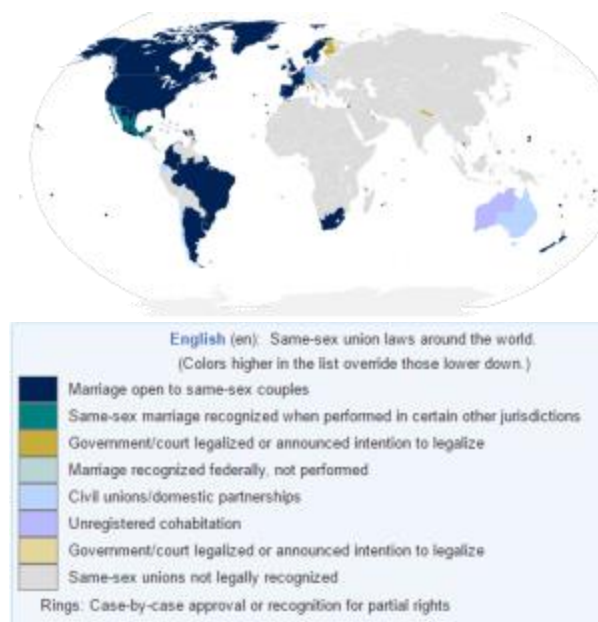 English (en): Same-sex union laws around the world.
(Colors higher in the list override those lower down.)
Marriage open to same-sex couples
Same-sex marriage recognized when performed in certain other jurisdictions
Government/court legalized or announced intention to legalize
Marriage recognized federally, not performed
Civil unions/domestic partnerships
Unregistered cohabitation
Government/court legalized or announced intention to legalize
Same-sex unions not legally recognized
Rings: Case-by-case approval or recognition for partial rights